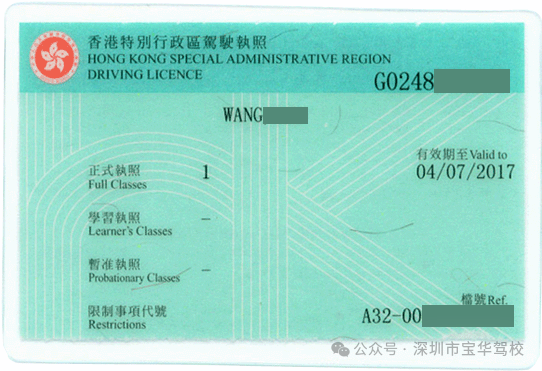 香港特別行政區駕駛執照
HONG KONG SPECIAL ADMINISTRATIVE REGION
DRIVING LICENCE
G0248
WANG
正式執照
Full Classes
1
有效期至 Valid to
04/07/2017
學習執照
Learner's Classes
–
暫准執照
Probationary Classes
–
限制事項代號
Restrictions
檔號 Ref.
A32-00
公众号 · 深圳市宝华驾校